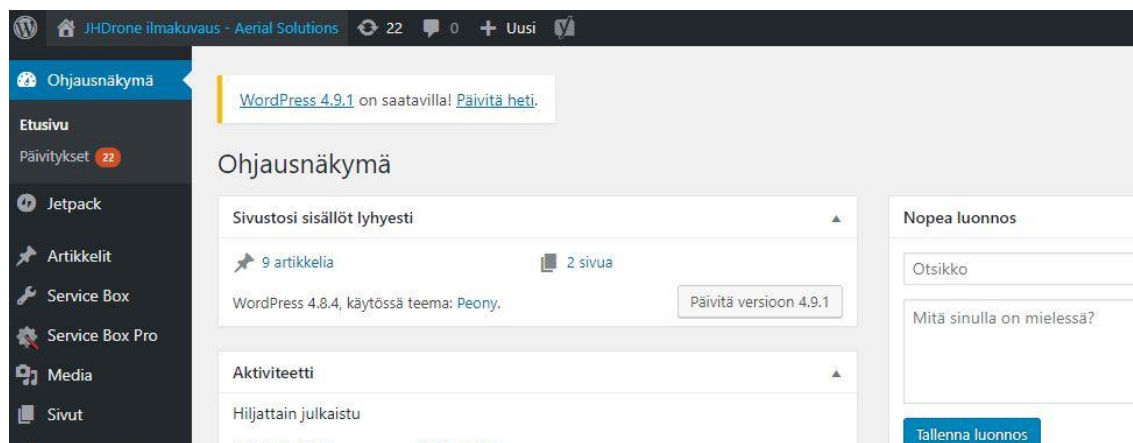 JHDrone ilmakuvaus - Aerial Solutions 22 0 + Uusi
Ohjausnäkymä
Etusivu
Päivitykset 22
Jetpack
Artikkelit
Service Box
Service Box Pro
Media
Sivut
WordPress 4.9.1 on saatavilla! Päivitä heti.
Ohjausnäkymä
Sivustosi sisällöt lyhyesti
9 artikkelia 2 sivua
WordPress 4.8.4, käytössä teema: Peony. Päivitä versioon 4.9.1
Aktiviteetti
Hiljattain julkaistu
Nopea luonnos
Otsikko
Mitä sinulla on mielessä?
Tallenna luonnos